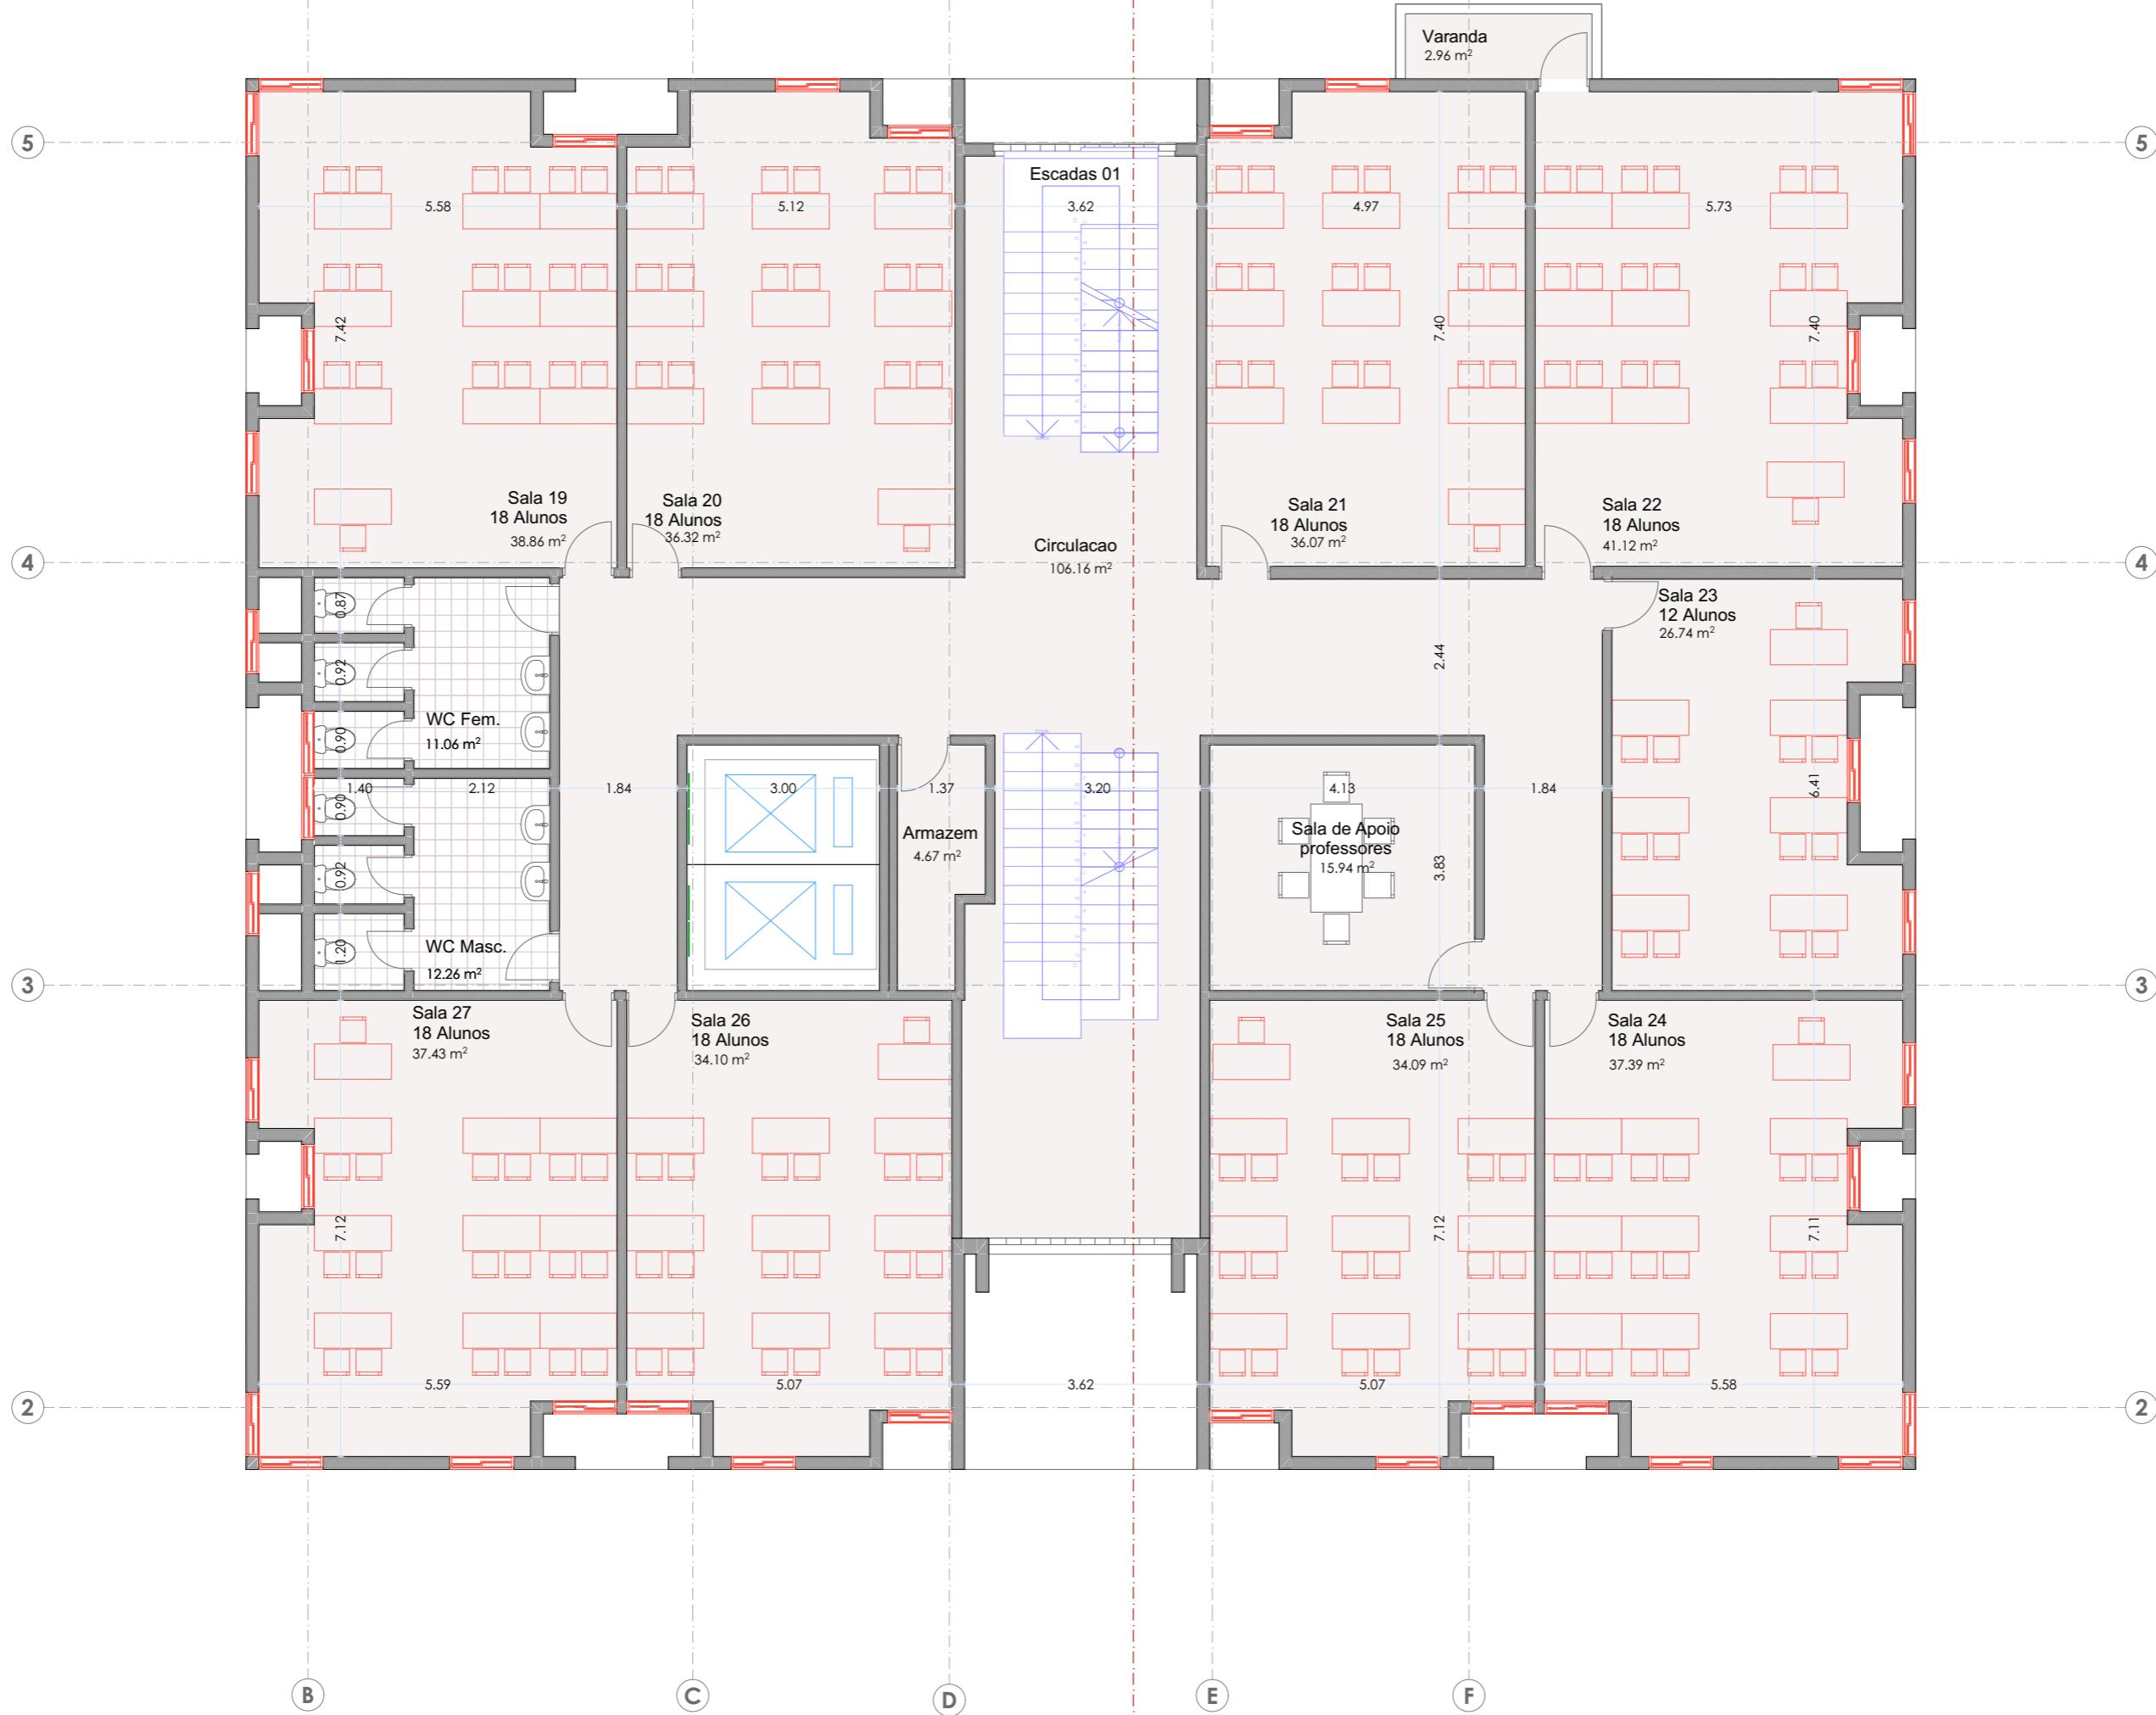 Varanda
2.96 m²
5
5
Escadas 01
5.58
5.12
3.62
4.97
5.73
7.42
7.40
7.40
Sala 19
18 Alunos
38.86 m²
Sala 20
18 Alunos
36.32 m²
Sala 21
18 Alunos
36.07 m²
Sala 22
18 Alunos
41.12 m²
Circulacao
106.16 m²
4
4
Sala 23
12 Alunos
26.74 m²
0.87
0.92
0.90
2.44
WC Fem.
11.06 m²
1.40
2.12
1.84
3.00
1.37
3.20
4.13
1.84
6.41
0.90
0.92
1.20
Armazem
4.67 m²
Sala de Apoio
professores
15.94 m²
3.83
WC Masc.
12.26 m²
3
3
Sala 27
18 Alunos
37.43 m²
Sala 26
18 Alunos
34.10 m²
Sala 25
18 Alunos
34.09 m²
Sala 24
18 Alunos
37.39 m²
7.12
7.12
7.11
5.59
5.07
3.62
5.07
5.58
2
2
B
C
D
E
F